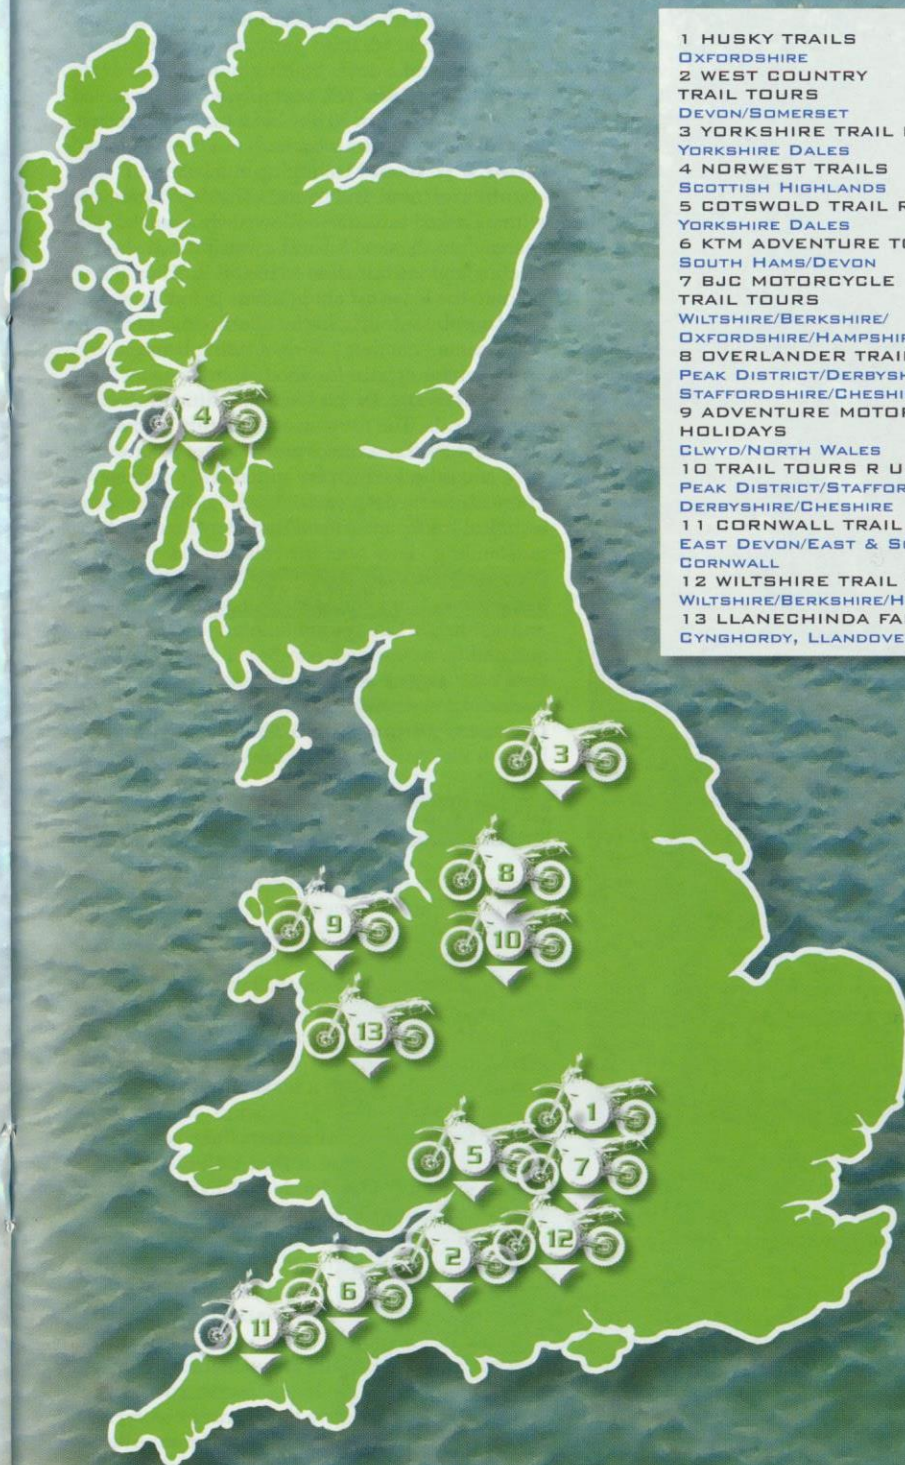 1 HUSKY TRAILS
OXFORDSHIRE
2 WEST COUNTRY
TRAIL TOURS
DEVON/SOMERSET
3 YORKSHIRE TRAIL
YORKSHIRE DALES
4 NORWEST TRAILS
SCOTTISH HIGHLANDS
5 COTSWOLD TRAIL
YORKSHIRE DALES
6 KTM ADVENTURE
SOUTH HAMS/DEVON
7 BJC MOTORCYCLE
TRAIL TOURS
WILTSHIRE/BERKSHIRE/
OXFORDSHIRE/
8 OVERLANDER
PEAK DISTRICT/
STAFFORDSHIRE/
9 ADVENTURE
HOLIDAYS
CLWYD/NORTH WALES
10 TRAIL TOURS R
PEAK DISTRICT/
DERBYSHIRE/CHESHIRE
11 CORNWALL TRAIL
EAST DEVON/EAST &
CORNWALL
12 WILTSHIRE TRAIL
WILTSHIRE/BERKSHIRE/
13 LLANECHINDA
CYNGHORDY,
4
3
8
9
10
13
1
5
7
2
12
6
11